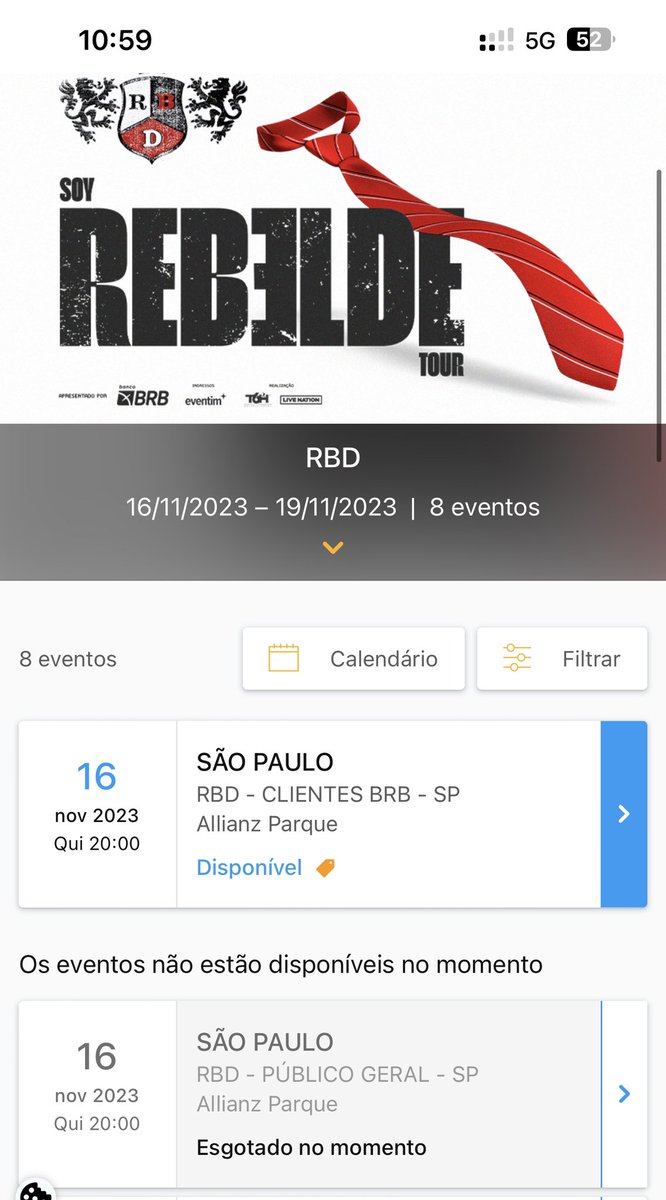 10:59
5G 52
R B D
SOY
REBELDE
TOUR
APRESENTADO POR
banco BRB
INGRESSOS
eventim
REALIZAÇÃO
T6H LIVE NATION
RBD
16/11/2023 – 19/11/2023 | 8 eventos
8 eventos
Calendário
Filtrar
16
nov 2023
Qui 20:00
SÃO PAULO
RBD - CLIENTES BRB - SP
Allianz Parque
Disponível
Os eventos não estão disponíveis no momento
16
nov 2023
Qui 20:00
SÃO PAULO
RBD - PÚBLICO GERAL - SP
Allianz Parque
Esgotado no momento